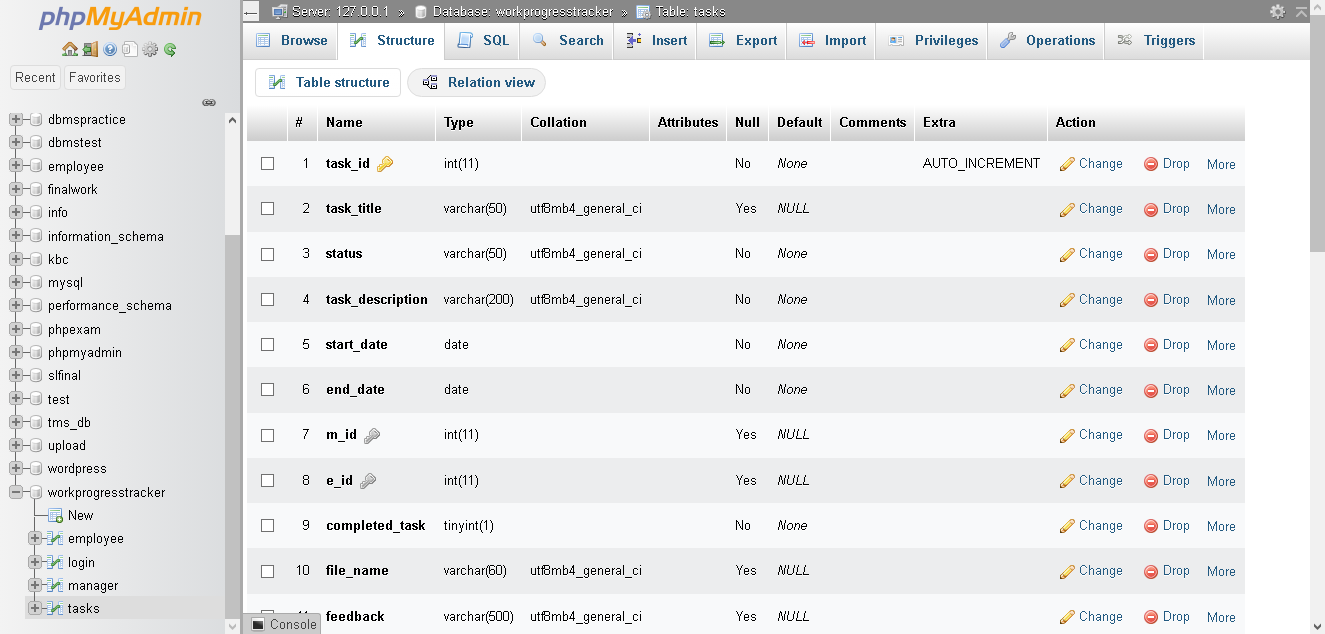 phpMyAdmin
Recent Favorites
dbmspractice
dbmstest
employee
finalwork
info
information_schema
kbc
mysql
performance_schema
phpexam
phpmyadmin
slfinal
test
tms_db
upload
wordpress
workprogresstracker
New
employee
login
manager
tasks
Server: 127.0.0.1 » Database: workprogresstracker » Table: tasks
Browse Structure SQL Search Insert Export Import Privileges Operations Triggers
Table structure Relation view
# Name Type Collation Attributes Null Default Comments Extra Action
1 task_id int(11) No None AUTO_INCREMENT Change Drop More
2 task_title varchar(50) utf8mb4_general_ci Yes NULL Change Drop More
3 status varchar(50) utf8mb4_general_ci No None Change Drop More
4 task_description varchar(200) utf8mb4_general_ci No None Change Drop More
5 start_date date No None Change Drop More
6 end_date date No None Change Drop More
7 m_id int(11) Yes NULL Change Drop More
8 e_id int(11) Yes NULL Change Drop More
9 completed_task tinyint(1) No None Change Drop More
10 file_name varchar(60) utf8mb4_general_ci Yes NULL Change Drop More
11 feedback varchar(500) utf8mb4_general_ci Yes NULL Change Drop More
Console